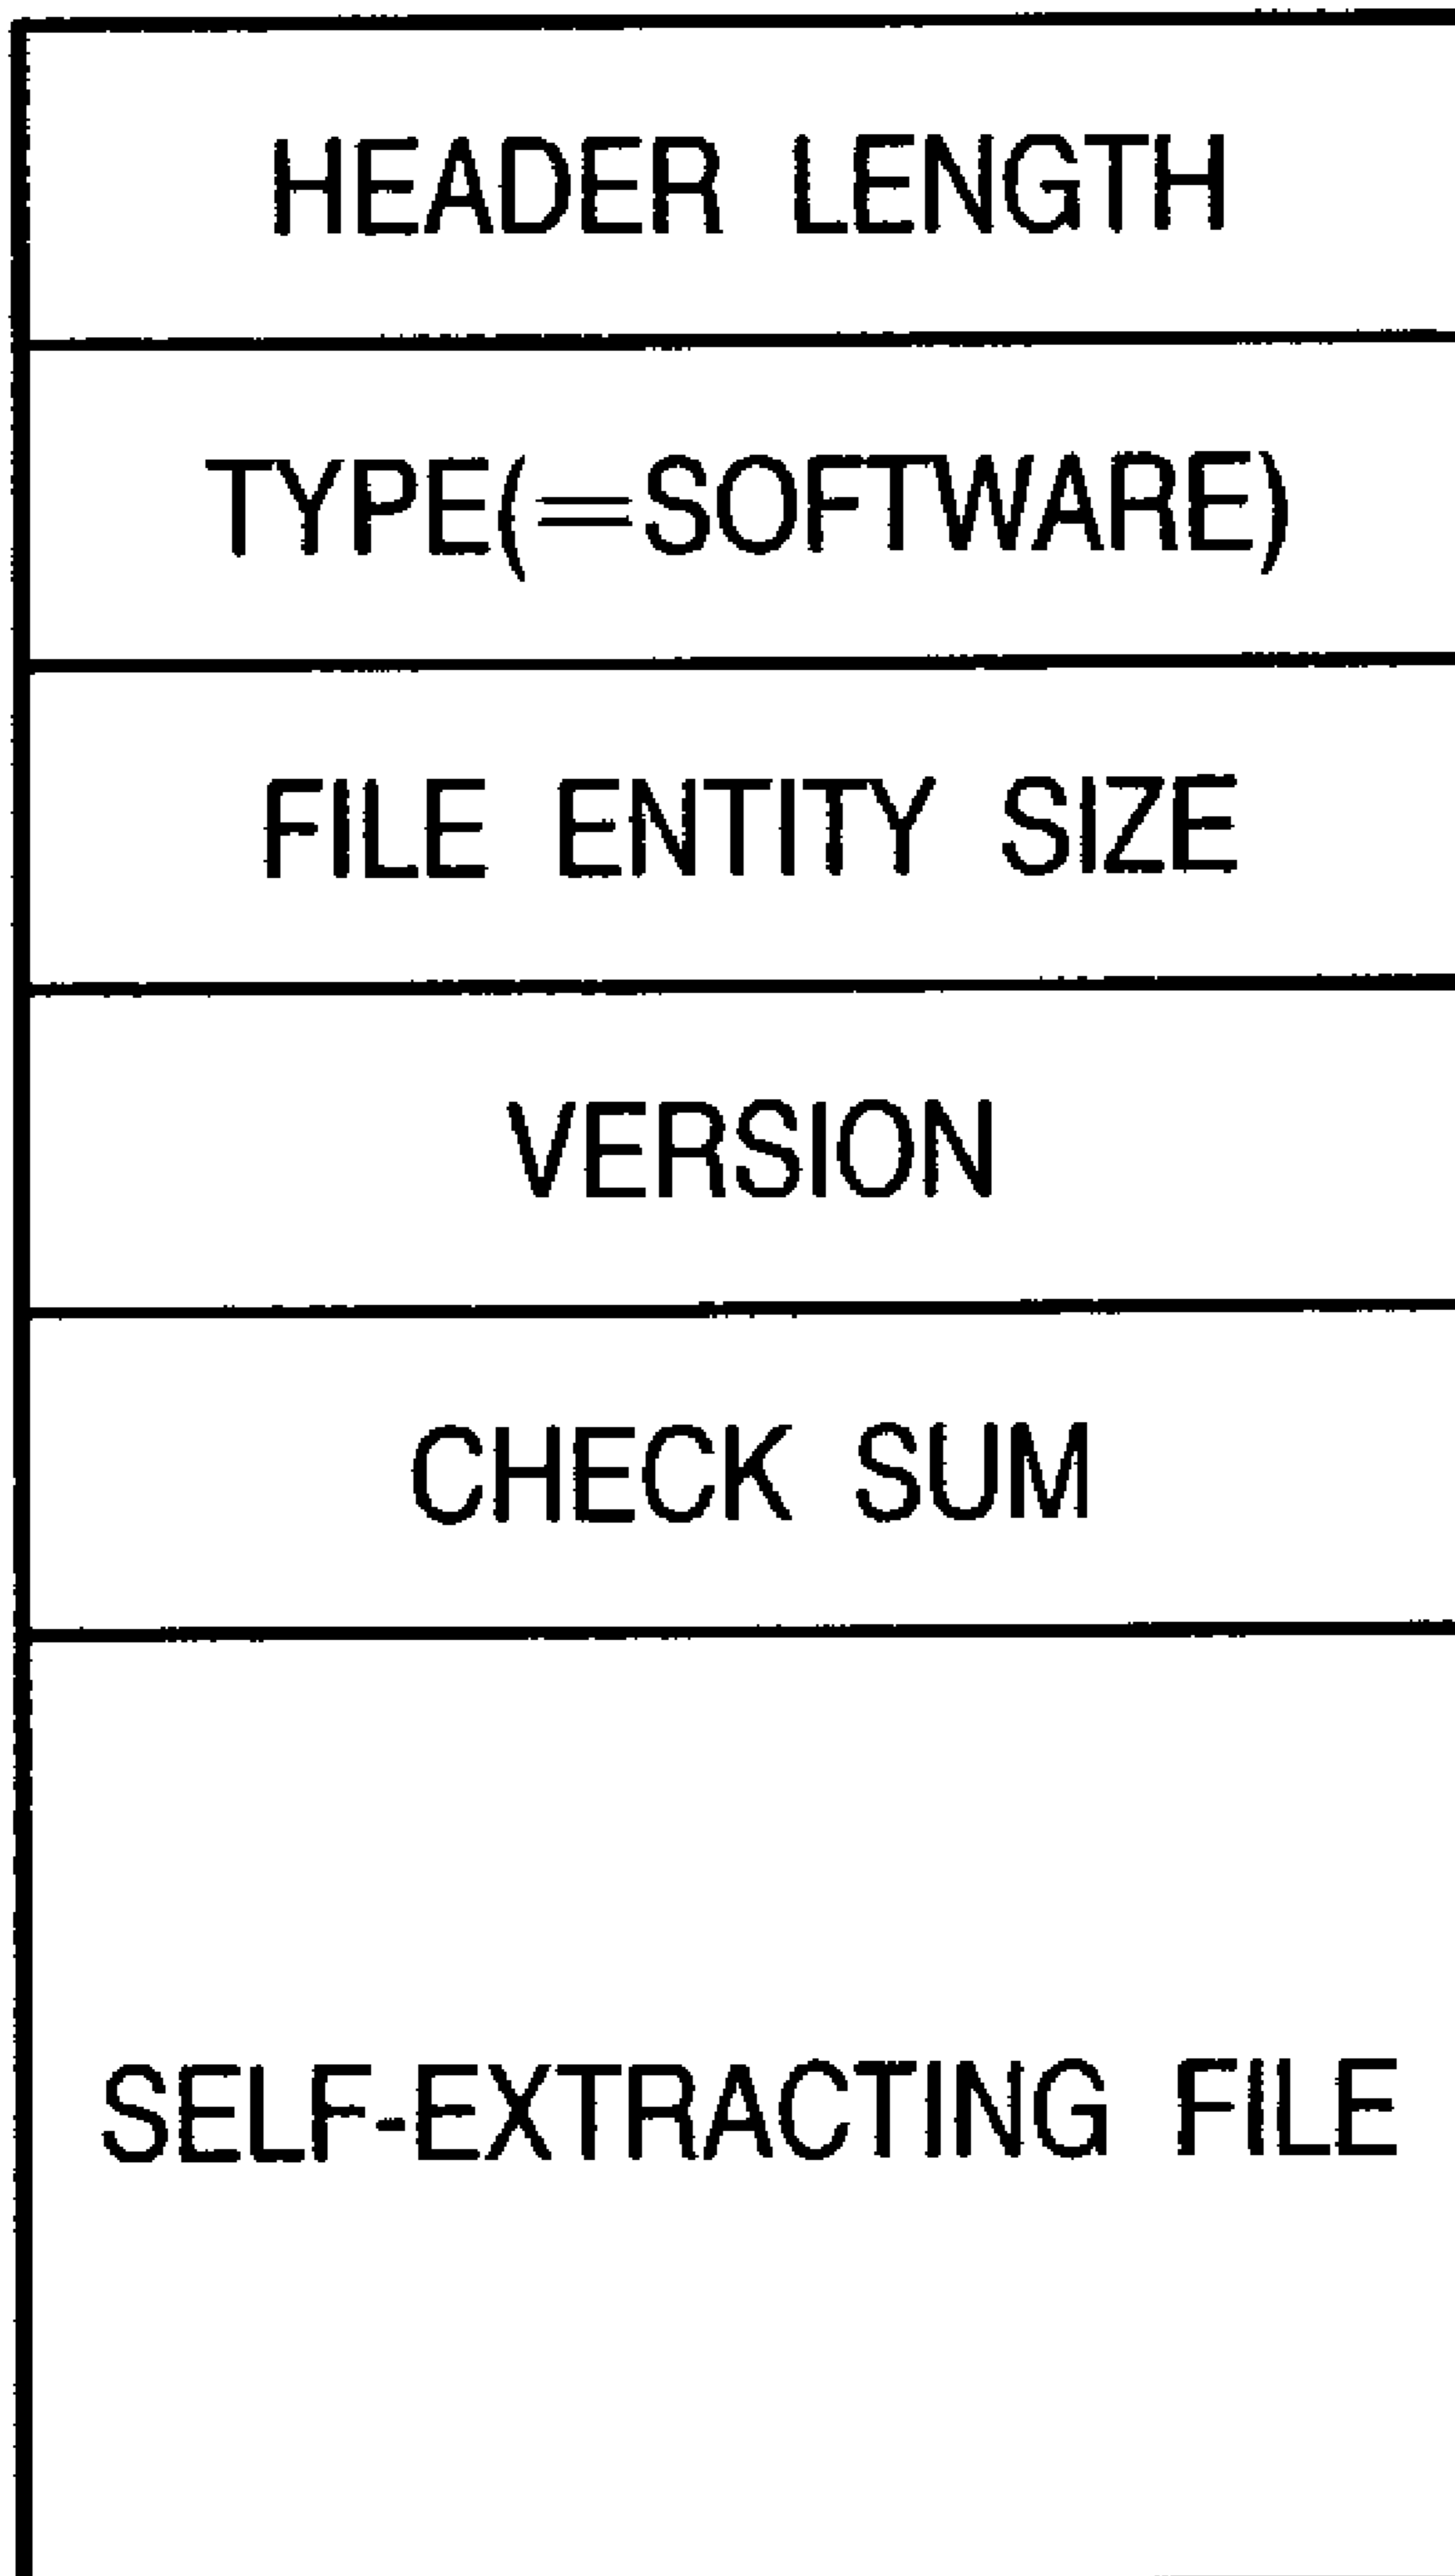 HEADER LENGTH
TYPE(=SOFTWARE)
FILE ENTITY SIZE
VERSION
CHECK SUM
SELF-EXTRACTING FILE